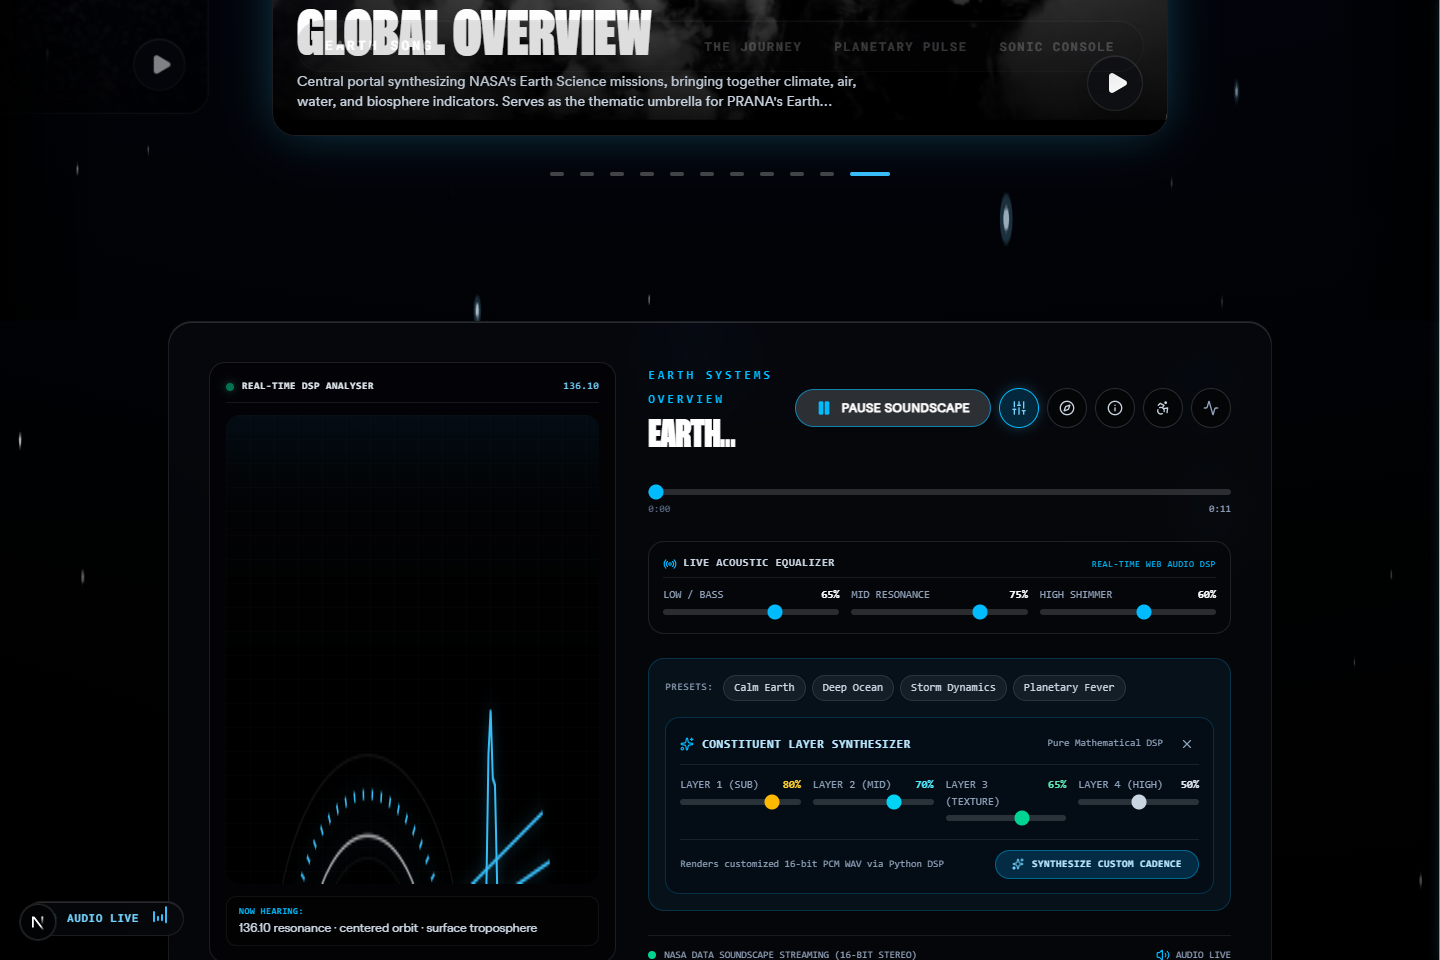 GLOBAL OVERVIEW
EARTH SONG
THE JOURNEY
PLANETARY PULSE
SONIC CONSOLE
Central portal synthesizing NASA's Earth Science missions, bringing together climate, air,
water, and biosphere indicators. Serves as the thematic umbrella for PRANA's Earth...
REAL-TIME DSP ANALYSER
136.10
NOW HEARING:
136.10 resonance · centered orbit · surface troposphere
EARTH SYSTEMS
OVERVIEW
EARTH...
PAUSE SOUNDSCAPE
0:00
0:11
LIVE ACOUSTIC EQUALIZER
REAL-TIME WEB AUDIO DSP
LOW / BASS 65%
MID RESONANCE 75%
HIGH SHIMMER 60%
PRESETS:
Calm Earth
Deep Ocean
Storm Dynamics
Planetary Fever
CONSTITUENT LAYER SYNTHESIZER
Pure Mathematical DSP
LAYER 1 (SUB) 80%
LAYER 2 (MID) 70%
LAYER 3 65%
(TEXTURE)
LAYER 4 (HIGH) 50%
Renders customized 16-bit PCM WAV via Python DSP
SYNTHESIZE CUSTOM CADENCE
NASA DATA SOUNDSCAPE STREAMING (16-BIT STEREO)
AUDIO LIVE
N
AUDIO LIVE